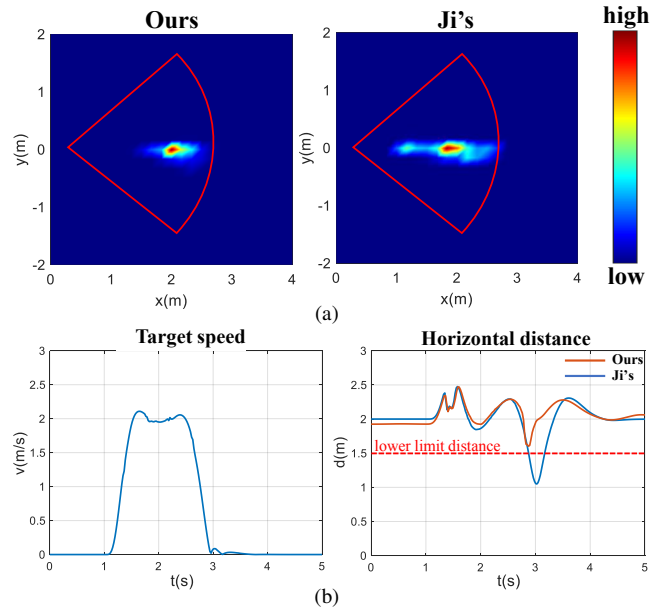 Ours
Ji's
high
2
1
0
-1
-2
y(m)
0
1
2
3
4
x(m)
2
1
0
-1
-2
y(m)
0
1
2
3
4
x(m)
low
(a)
Target speed
3
2.5
2
1.5
1
0.5
0
v(m/s)
0
1
2
3
4
5
t(s)
Horizontal distance
Ours
Ji's
lower limit distance
3
2.5
2
1.5
1
0.5
0
d(m)
0
1
2
3
4
5
t(s)
(b)